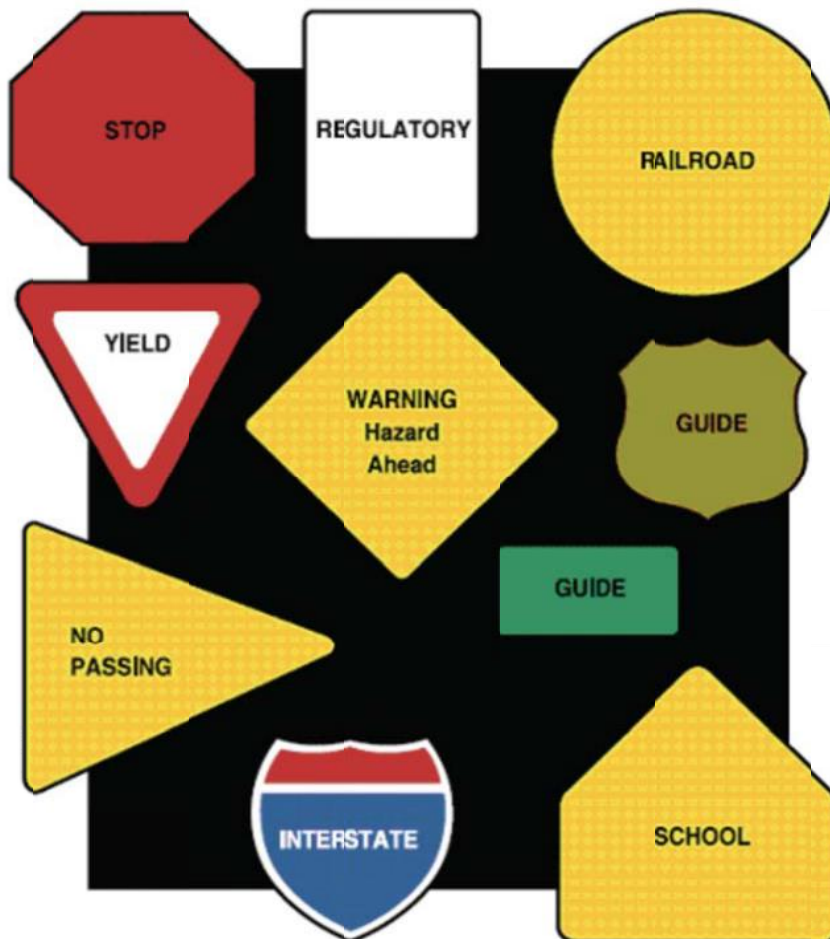 STOP
REGULATORY
RAILROAD
YIELD
WARNING
Hazard
Ahead
GUIDE
GUIDE
NO
PASSING
INTERSTATE
SCHOOL